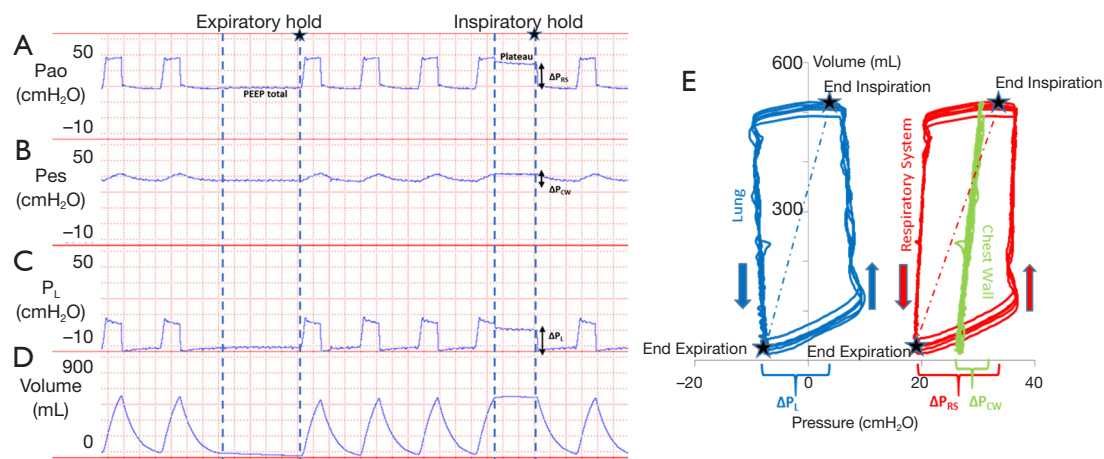 Expiratory hold
Inspiratory hold
A
50
Pao
(cmH2O)
−10
PEEP total
Plateau
ΔPRS
B
50
Pes
(cmH2O)
−10
ΔPCW
C
50
PL
(cmH2O)
−10
ΔPL
D
900
Volume
(mL)
0
E
600
Volume (mL)
End Inspiration
End Inspiration
Lung
300
Respiratory System
Chest Wall
End Expiration
End Expiration
−20
0
20
40
ΔPL
ΔPRS
ΔPCW
Pressure (cmH2O)